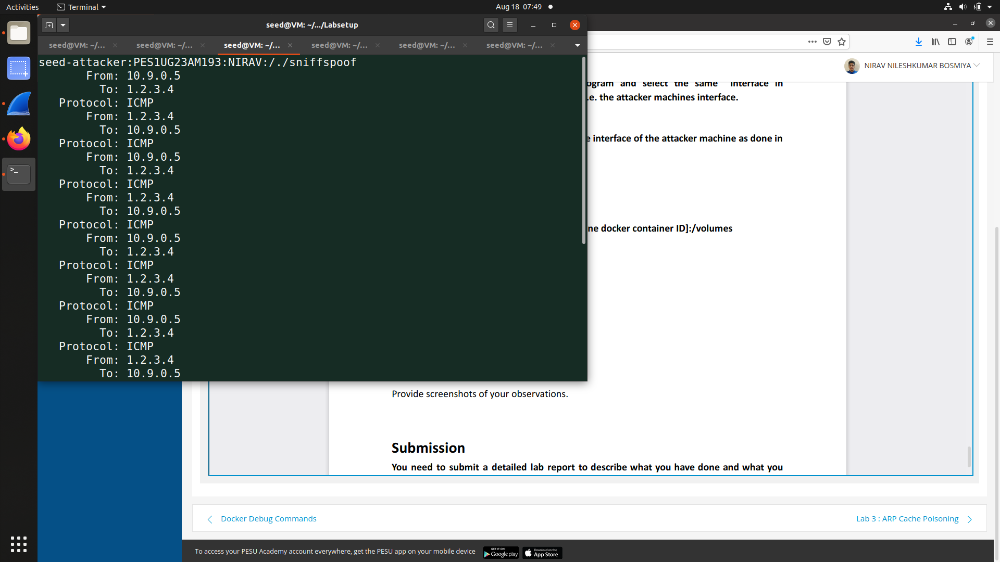 Activities
Terminal
Aug 18 07:49
seed@VM: ~/.../Labsetup
seed@VM: ~/...
seed@VM: ~/...
seed@VM: ~/...
seed@VM: ~/...
seed@VM: ~/...
seed@VM: ~/...
seed-attacker:PES1UG23AM193:NIRAV:/./sniffspoof
From: 10.9.0.5
To: 1.2.3.4
Protocol: ICMP
From: 1.2.3.4
To: 10.9.0.5
Protocol: ICMP
From: 10.9.0.5
To: 1.2.3.4
Protocol: ICMP
From: 1.2.3.4
To: 10.9.0.5
Protocol: ICMP
From: 10.9.0.5
To: 1.2.3.4
Protocol: ICMP
From: 1.2.3.4
To: 10.9.0.5
Protocol: ICMP
From: 10.9.0.5
To: 1.2.3.4
Protocol: ICMP
From: 1.2.3.4
To: 10.9.0.5
NIRAV NILESHKUMAR BOSMIYA
and select the same interface in
the attacker machines interface.
interface of the attacker machine as done in
docker container ID]:/volumes
Provide screenshots of your observations.
Submission
You need to submit a detailed lab report to describe what you have done and what you
Docker Debug Commands
Lab 3 : ARP Cache Poisoning
To access your PESU Academy account everywhere, get the PESU app on your mobile device
GET IT ON
Google play
Download on the
App Store